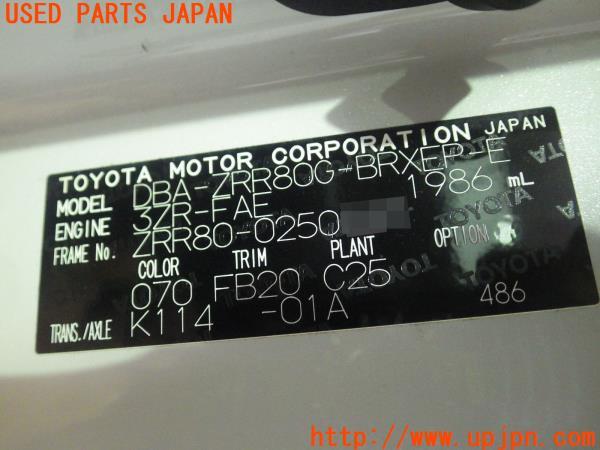 USED PARTS JAPAN
TOYOTA MOTOR CORPORATION JAPAN
MODEL DBA-ZRR80G-BRXEP-E
ENGINE 3ZR-FAE 1986 mL
FRAME No. ZRR80-0250
COLOR TRIM PLANT OPTION
070 FB20 C25
TRANS./AXLE K114 -01A 486
http://www.upjpn.com/